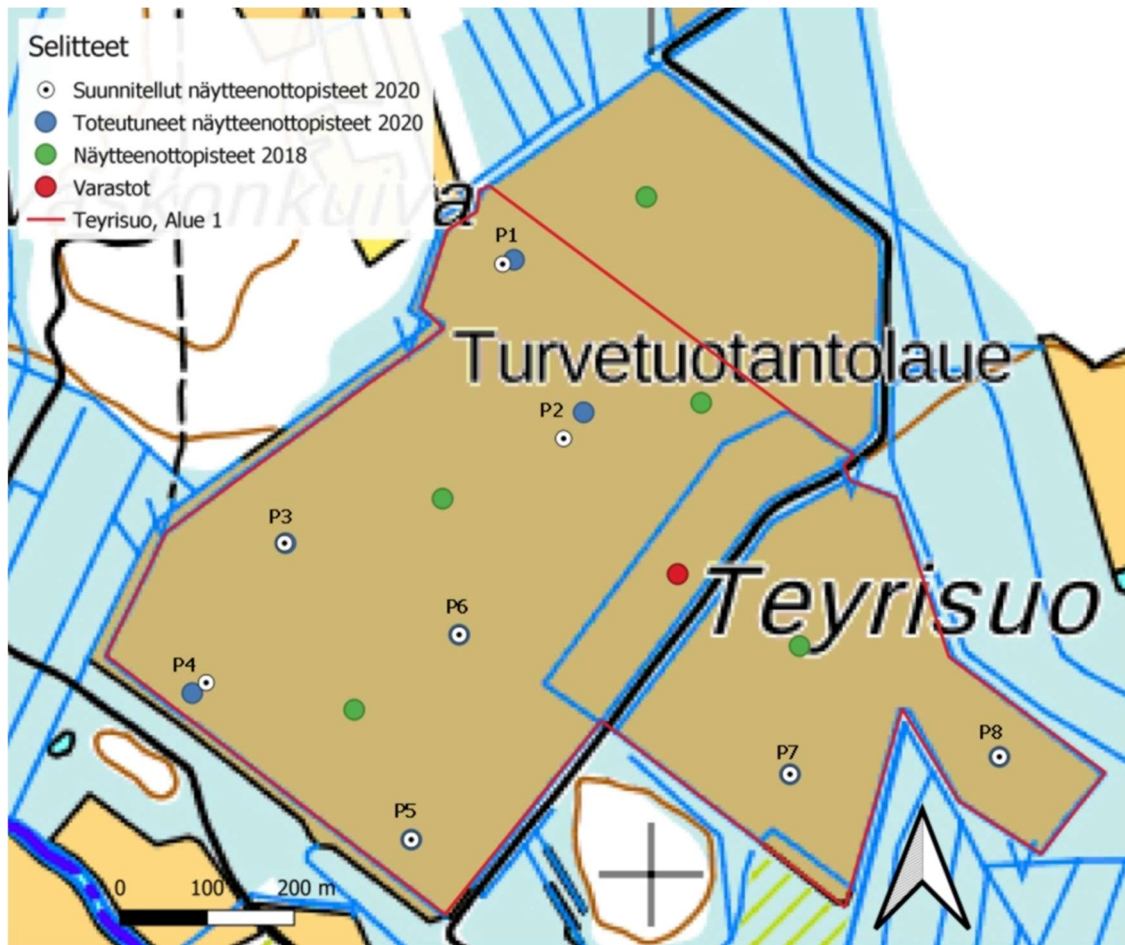 Selitteet
Suunnitellut näytteenottopisteet 2020
Toteutuneet näytteenottopisteet 2020
Näytteenottopisteet 2018
Varastot
Teyrisuo, Alue 1
P1
Turvetuotantolaue
P2
P3
Teyrisuo
P6
P4
P8
P7
P5
0 100 200 m